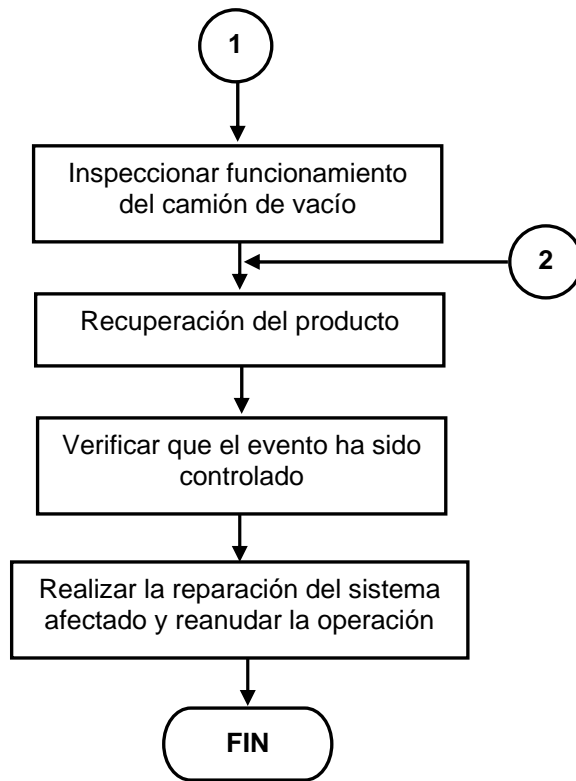 1
Inspeccionar funcionamiento
del camión de vacío
2
Recuperación del producto
Verificar que el evento ha sido
controlado
Realizar la reparación del sistema
afectado y reanudar la operación
FIN